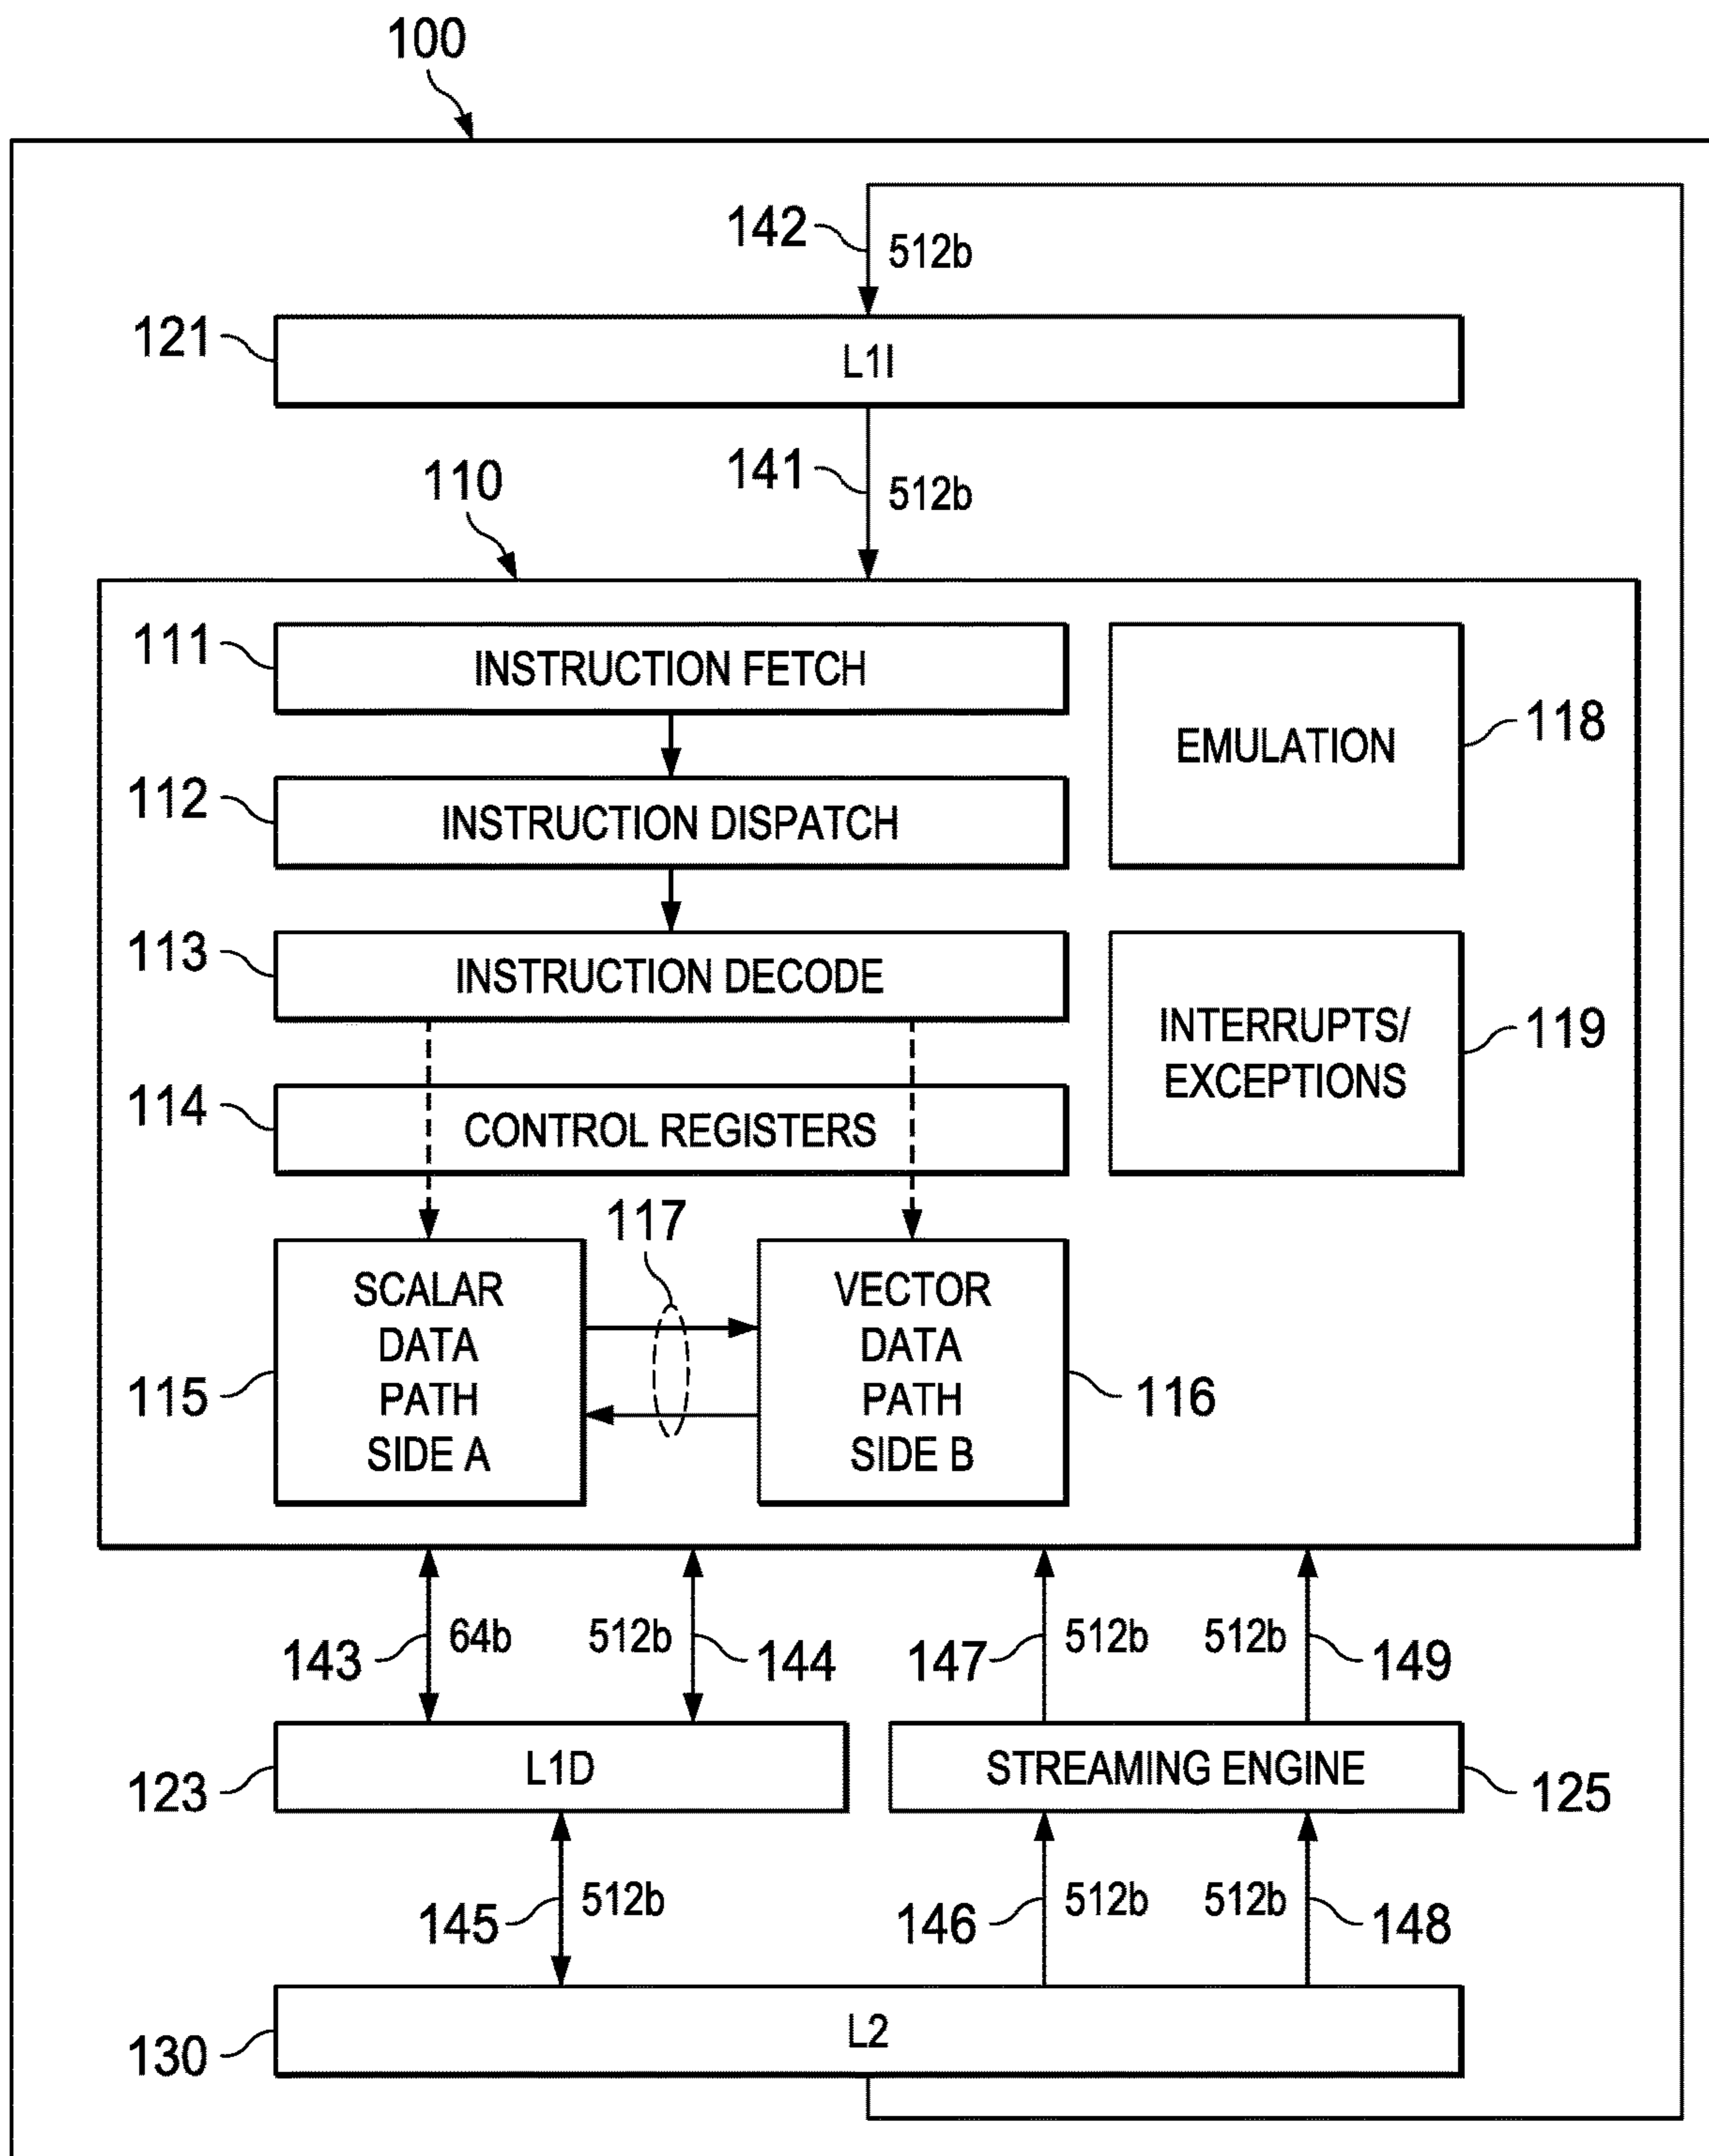 100
142
512b
121
L1I
141
512b
110
111
INSTRUCTION FETCH
EMULATION
118
112
INSTRUCTION DISPATCH
113
INSTRUCTION DECODE
INTERRUPTS/
EXCEPTIONS
119
114
CONTROL REGISTERS
117
SCALAR
DATA
PATH
SIDE A
115
VECTOR
DATA
PATH
SIDE B
116
143
64b
512b
144
147
512b
512b
149
123
L1D
STREAMING ENGINE
125
145
512b
146
512b
512b
148
130
L2